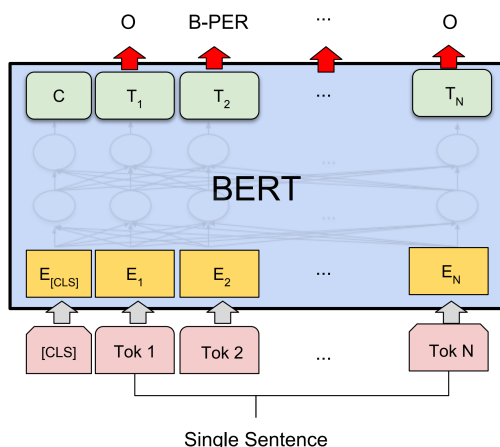 O B-PER ... O
C T1 T2 ... TN
...
BERT
...
E[CLS] E1 E2 ... EN
[CLS] Tok 1 Tok 2 ... Tok N
Single Sentence